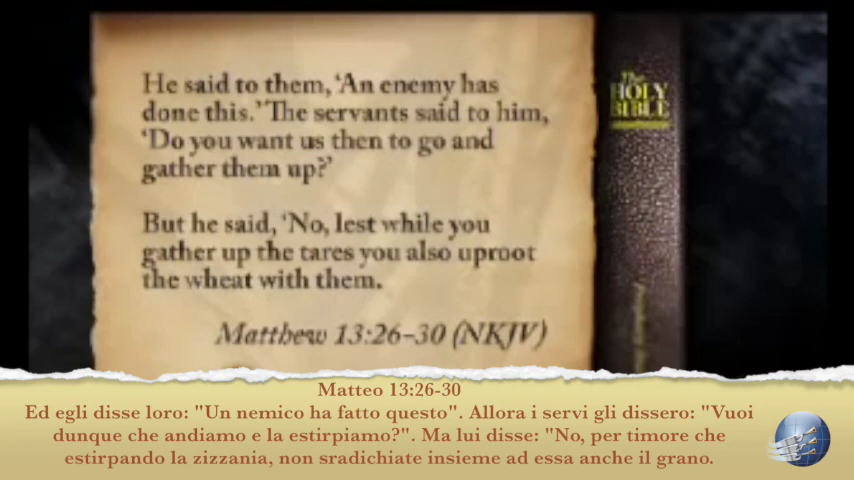 He said to them, 'An enemy has
done this.' The servants said to him,
'Do you want us then to go and
gather them up?'
But he said, 'No, lest while you
gather up the tares you also uproot
the wheat with them.
Matthew 13:26-30 (NKJV)
The
HOLY
BIBLE
Matteo 13:26-30
Ed egli disse loro: "Un nemico ha fatto questo". Allora i servi gli dissero: "Vuoi
dunque che andiamo e la estirpiamo?". Ma lui disse: "No, per timore che
estirpando la zizzania, non sradichiate insieme ad essa anche il grano.